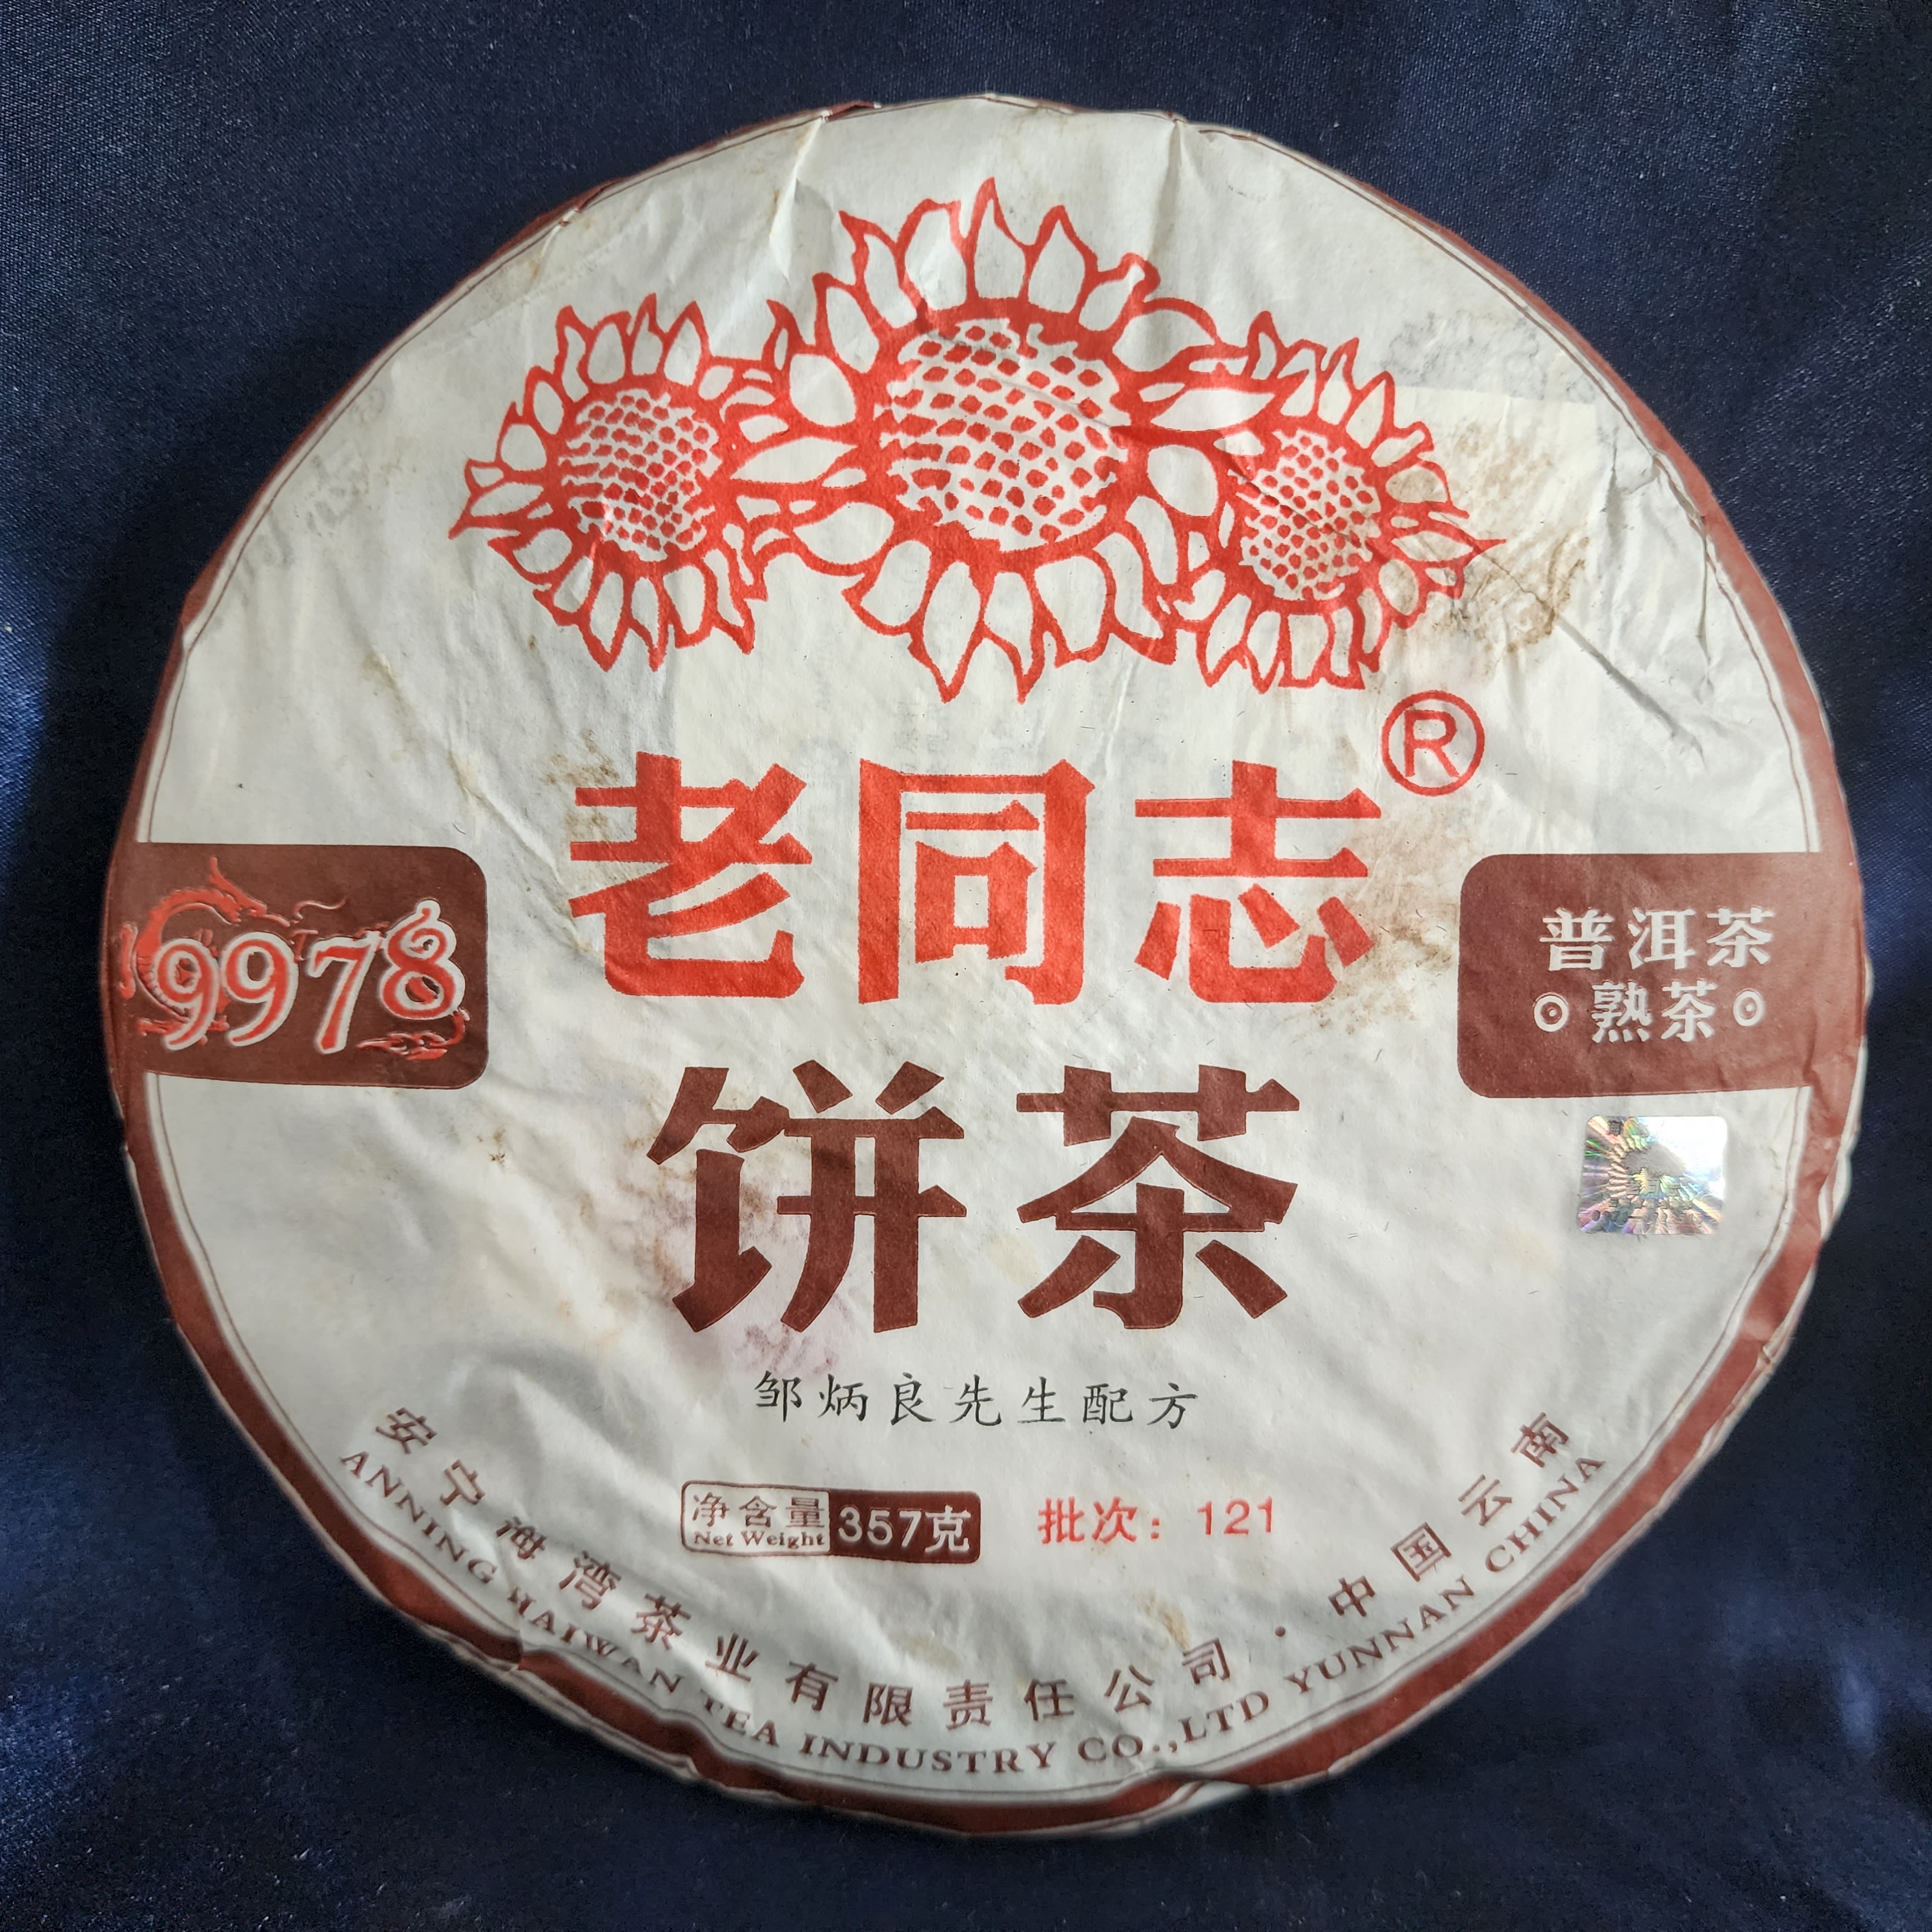 ®
老同志
9978
普洱茶
熟茶
饼茶
邹炳良先生配方
净含量
Net Weight
357克
批次：121
安宁海湾茶业有限责任公司·中国云南
ANNING HAIWAN TEA INDUSTRY CO.,LTD YUNNAN CHINA